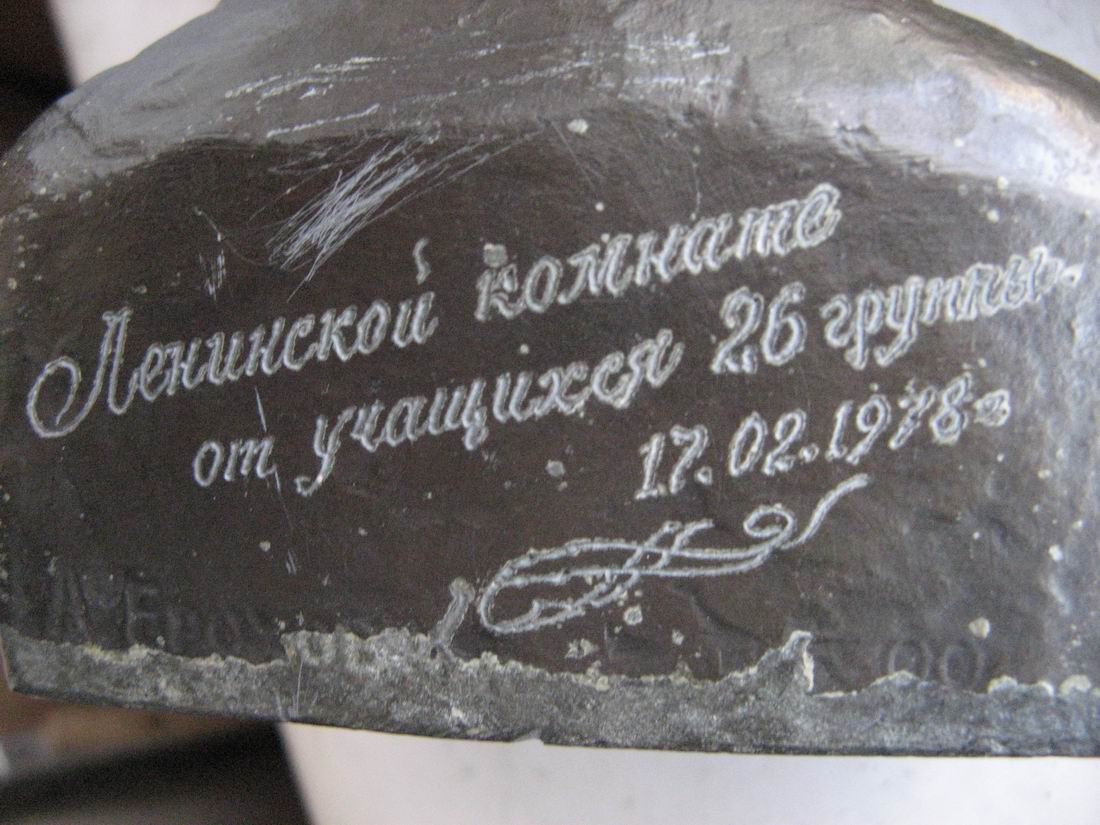 Ленинской комнате
от учащихся 26 группы.
17.02.1978г